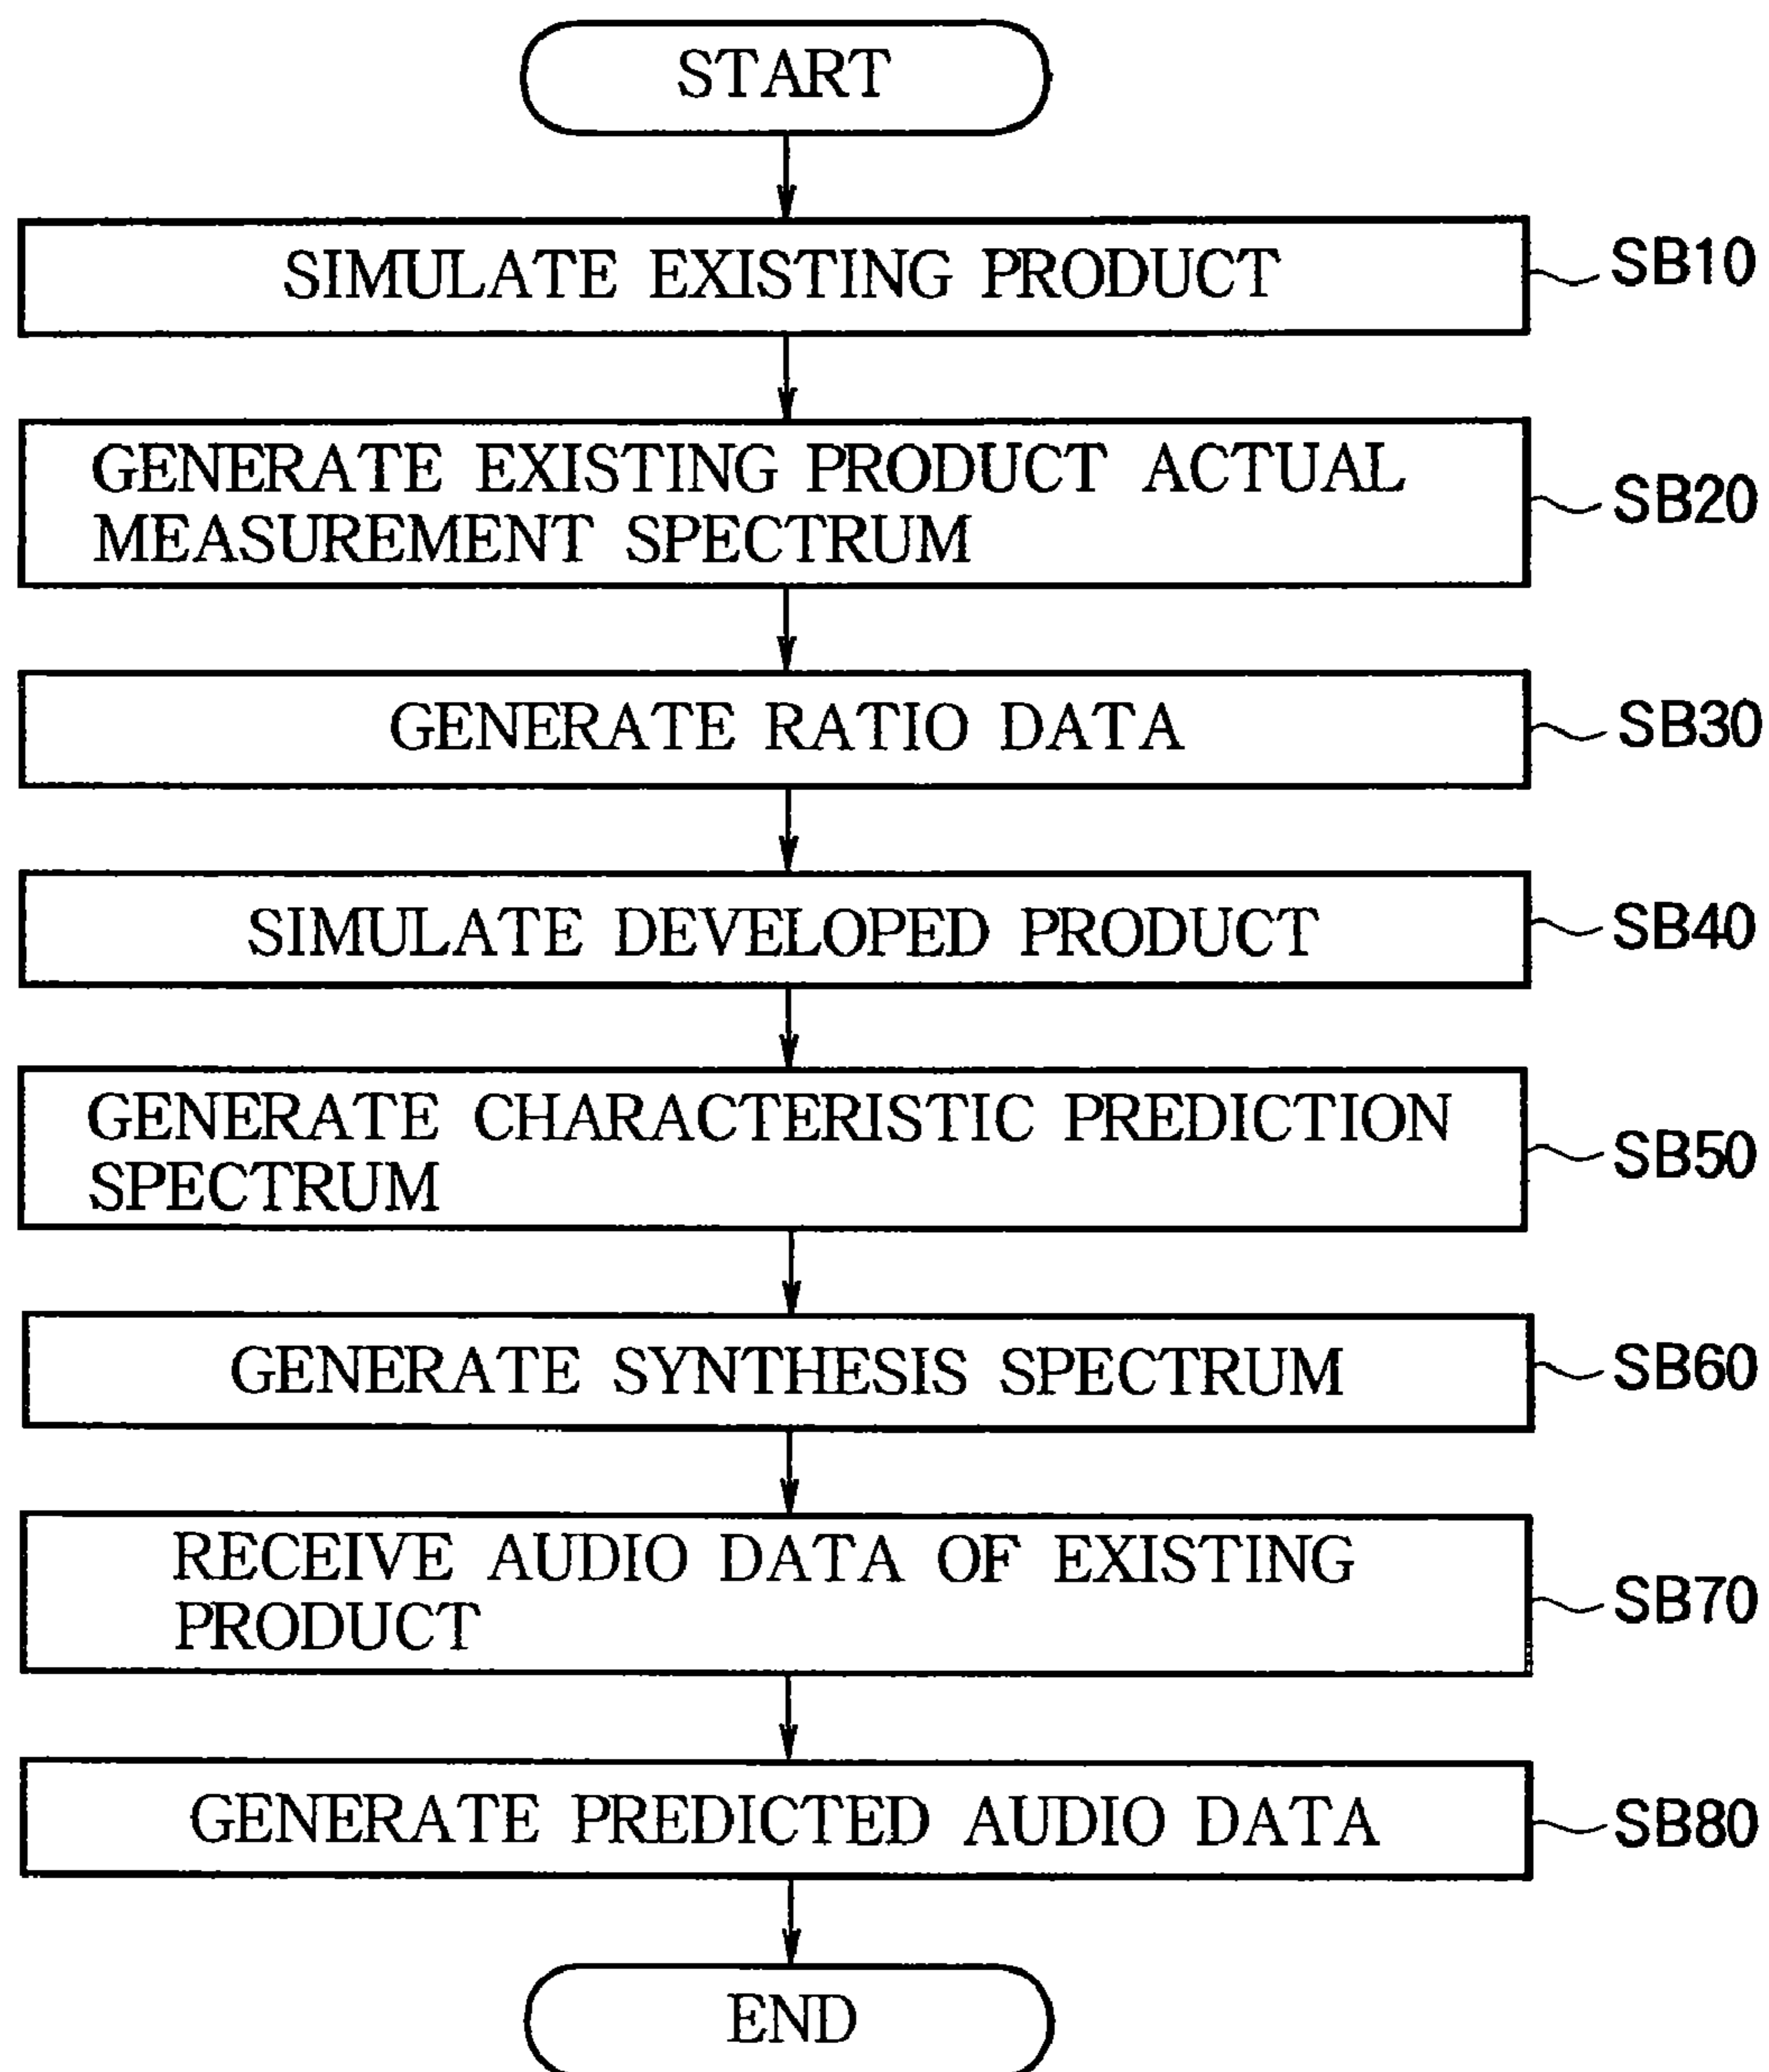 START
SIMULATE EXISTING PRODUCT
SB10
GENERATE EXISTING PRODUCT ACTUAL
MEASUREMENT SPECTRUM
SB20
GENERATE RATIO DATA
SB30
SIMULATE DEVELOPED PRODUCT
SB40
GENERATE CHARACTERISTIC PREDICTION
SPECTRUM
SB50
GENERATE SYNTHESIS SPECTRUM
SB60
RECEIVE AUDIO DATA OF EXISTING
PRODUCT
SB70
GENERATE PREDICTED AUDIO DATA
SB80
END